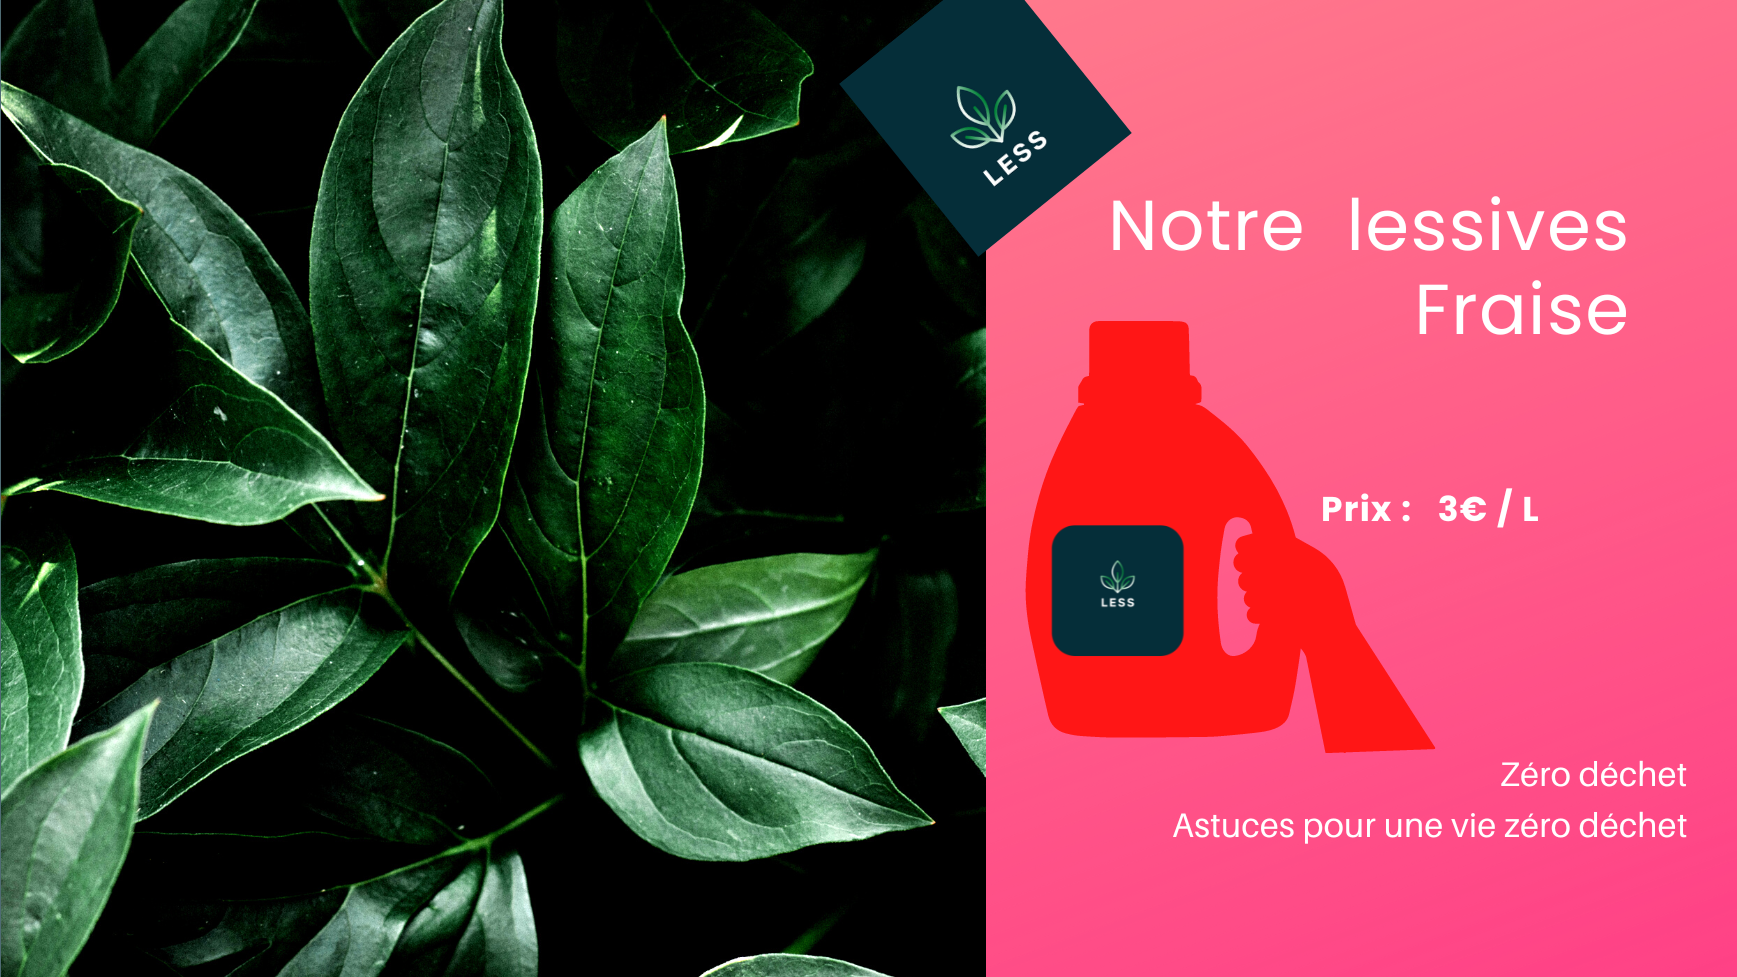 LESS
Notre lessives
Fraise
Prix : 3€ / L
LESS
Zéro déchet
Astuces pour une vie zéro déchet